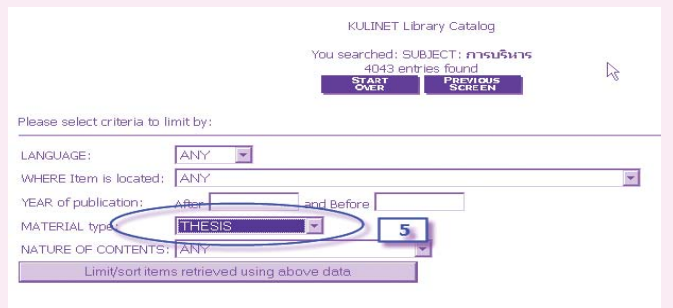 KULINET Library Catalog
You searched: SUBJECT: การบริหาร
4043 entries found
START OVER PREVIOUS SCREEN
Please select criteria to limit by:
LANGUAGE: ANY
WHERE Item is located: ANY
YEAR of publication: After and Before
MATERIAL type: THESIS 5
NATURE OF CONTENTS: ANY
Limit/sort items retrieved using above data